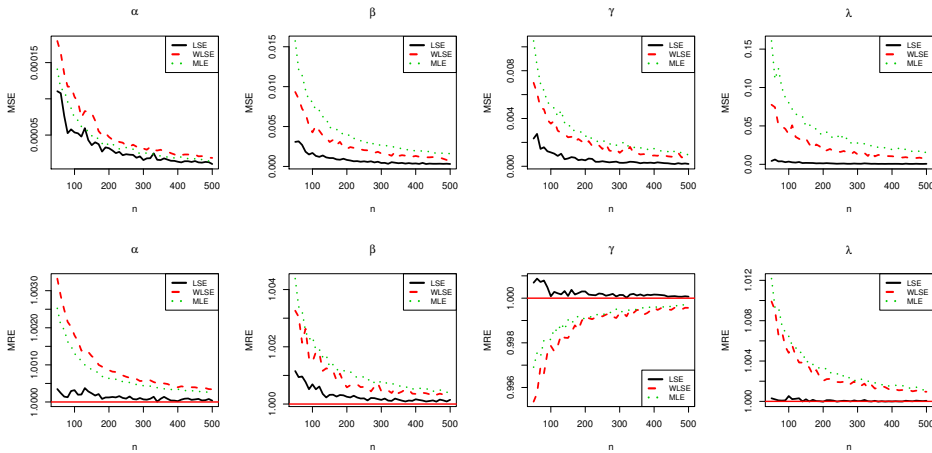 α
β
γ
λ
MSE
0.00005
0.00015
LSE
WLSE
MLE
100
200
300
400
500
n
MSE
0.000
0.005
0.010
0.015
LSE
WLSE
MLE
100
200
300
400
500
n
MSE
0.000
0.004
0.008
LSE
WLSE
MLE
100
200
300
400
500
n
MSE
0.00
0.05
0.10
0.15
LSE
WLSE
MLE
100
200
300
400
500
n
α
β
γ
λ
MRE
1.0000
1.0010
1.0020
1.0030
LSE
WLSE
MLE
100
200
300
400
500
n
MRE
1.000
1.002
1.004
LSE
WLSE
MLE
100
200
300
400
500
n
MRE
0.996
0.998
1.000
LSE
WLSE
MLE
100
200
300
400
500
n
MRE
1.000
1.004
1.008
1.012
LSE
WLSE
MLE
100
200
300
400
500
n